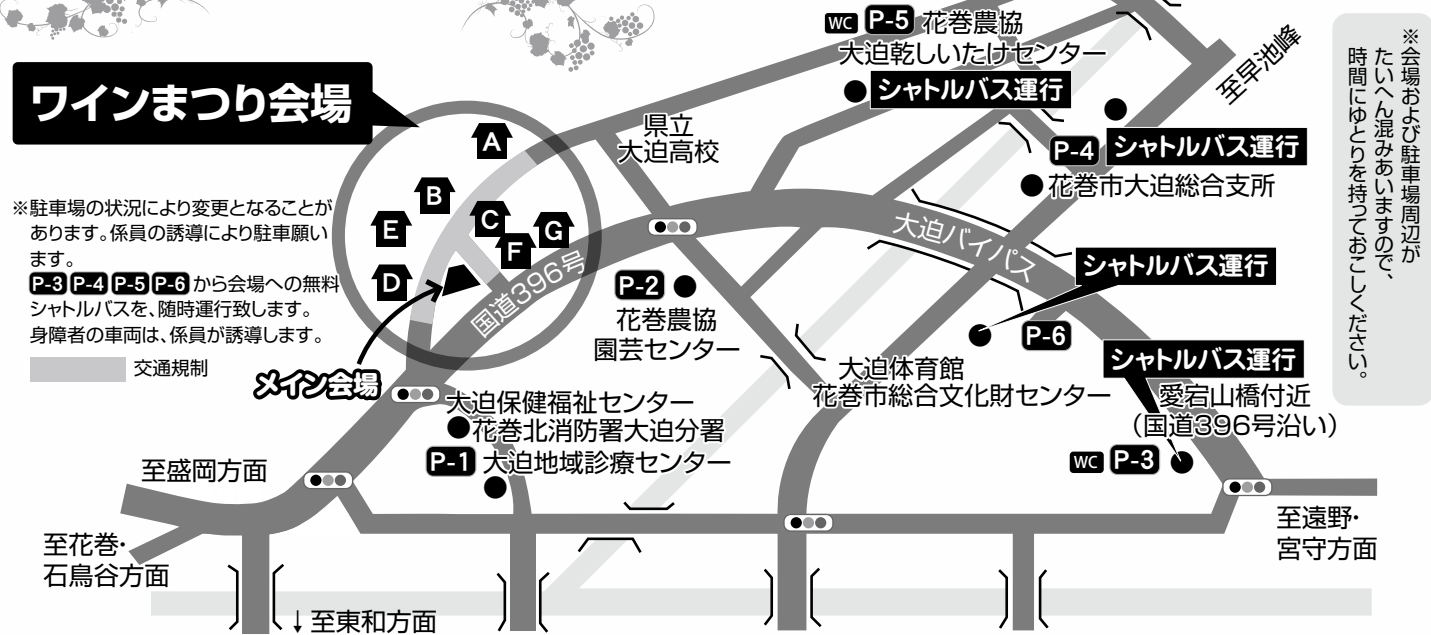 ワインまつり会場
※駐車場の状況により変更となることが
あります。係員の誘導により駐車願い
ます。
P-3 P-4 P-5 P-6 から会場への無料
シャトルバスを、随時運行致します。
身障者の車両は、係員が誘導します。
交通規制
メイン会場
A
B
C
E
F
G
D
国道396号
県立
大迫高校
WC P-5 花巻農協
大迫乾しいたけセンター
シャトルバス運行
至早池峰
P-4 シャトルバス運行
花巻市大迫総合支所
※会場および駐車場周辺が
たいへん混みあいますので、
時間にゆとりを持っておこしください。
大迫バイパス
シャトルバス運行
P-6
P-2
花巻農協
園芸センター
大迫体育館
花巻市総合文化財センター
シャトルバス運行
愛宕山橋付近
(国道396号沿い)
WC P-3
大迫保健福祉センター
花巻北消防署大迫分署
P-1 大迫地域診療センター
至盛岡方面
至花巻・
石鳥谷方面
↓至東和方面
至遠野・
宮守方面